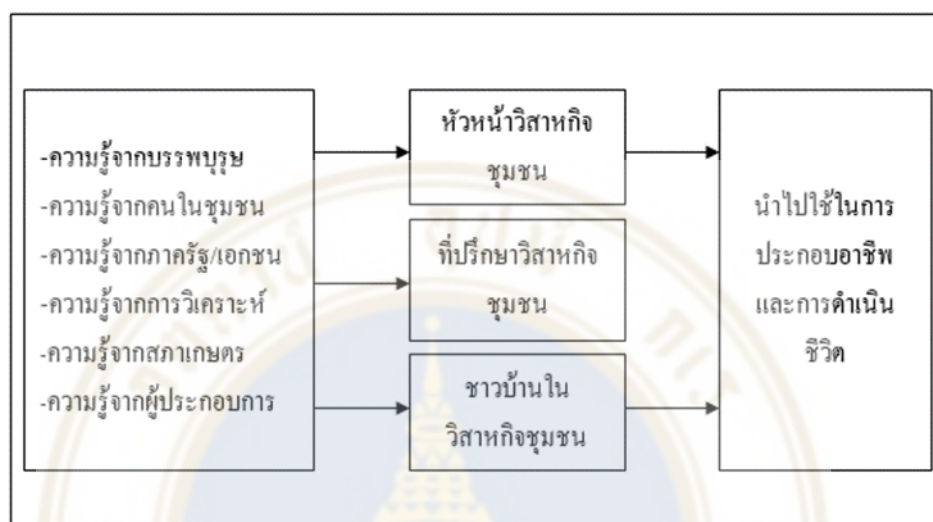 -ความรู้จากบรรพบุรุษ
-ความรู้จากคนในชุมชน
-ความรู้จากภาครัฐ/เอกชน
-ความรู้จากการวิเคราะห์
-ความรู้จากสภาเกษตร
-ความรู้จากผู้ประกอบการ
หัวหน้าวิสาหกิจ
ชุมชน
ที่ปรึกษาวิสาหกิจ
ชุมชน
ชาวบ้านใน
วิสาหกิจชุมชน
นำไปใช้ในการ
ประกอบอาชีพ
และการดำเนิน
ชีวิต